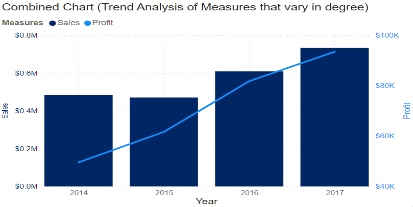 Combined Chart (Trend Analysis of Measures that vary in degree)
Measures Sales Profit
$0.8M $100K
$0.6M $80K
$0.4M $60K
$0.2M $40K
$0.0M
Sales
Profit
2014 2015 2016 2017
Year